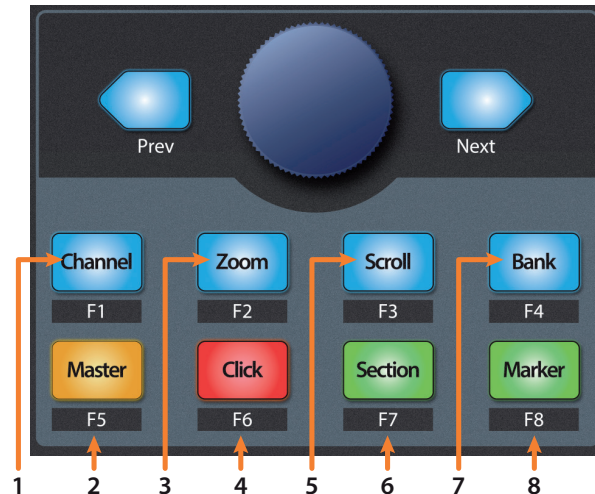 Prev Next
Channel Zoom Scroll Bank
F1 F2 F3 F4
Master Click Section Marker
F5 F6 F7 F8
1 2 3 4 5 6 7 8